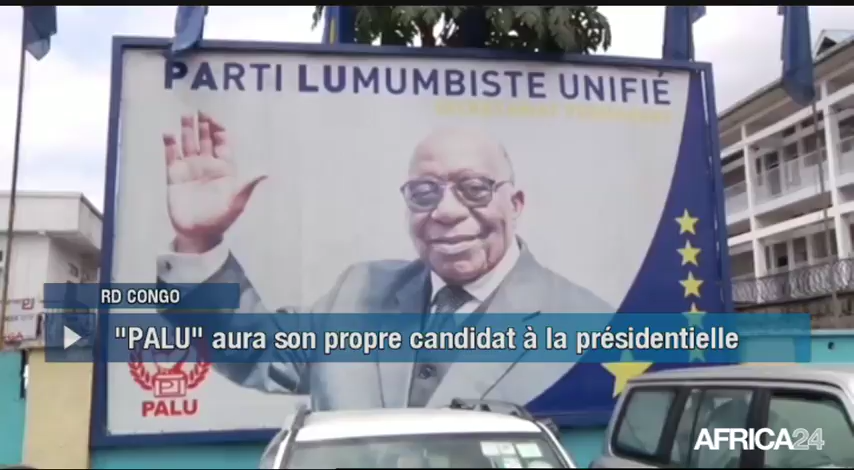 PARTI LUMUMBISTE UNIFIÉ
RD CONGO
"PALU" aura son propre candidat à la présidentielle
PALU
AFRICA24